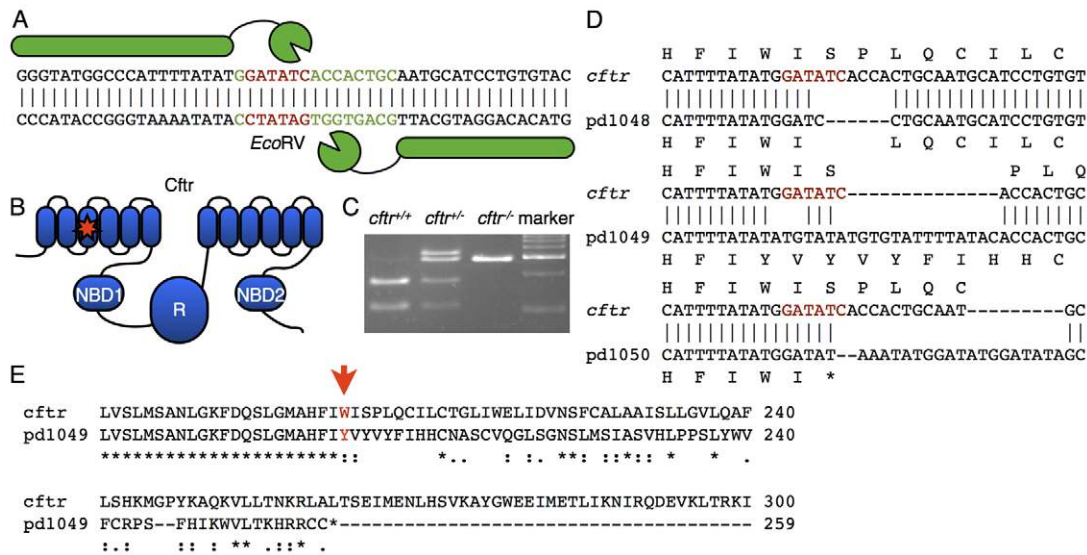 A
GGGTATGGCCCATTTTATATGGATATCACCACTGCAATGCATCCTGTGTAC
CCCATACCGGGTAAAATATACCTATAGTGGTGACGTTACGTAGGACACATG
EcoRV
B
Cftr
NBD1
R
NBD2
C
cftr+/+ cftr+/- cftr-/- marker
D
H F I W I S P L Q C I L C
cftr CATTTTATATGGATATCACCACTGCAATGCATCCTGTGT
pd1048 CATTTTATATGGATC------CTGCAATGCATCCTGTGT
H F I W I L Q C I L C
H F I W I S P L Q
cftr CATTTTATATGGATATC--------------ACCACTGC
pd1049 CATTTTATATATGTATATGTGTATTTTATACACCACTGC
H F I Y V Y V Y F I H H C
H F I W I S P L Q C
cftr CATTTTATATGGATATCACCACTGCAAT---------GC
pd1050 CATTTTATATGGATAT--AAATATGGATATGGATATAGC
H F I W I *
E
cftr LVSLMSANLGKFDQSLGMAHFIWISPLQCILCTGLIWELIDVNSFCALAAISLLGVLQAF 240
pd1049 LVSLMSANLGKFDQSLGMAHFIYVYVYFIHHCNASCVQGLSGNSLMSIASVHLPPSLYWV 240
**********************:: *.. :: :: **:: *:: * * .
cftr LSHKMGPYKAQKVLLTNKRLALTSEIMENLHSVKAYGWEEIMETLIKNIRQDEVKLTRKI 300
pd1049 FCRPS--FHIKWVLTKHRRCC*-------------------------------------- 259
:.: :: : ** ::* .